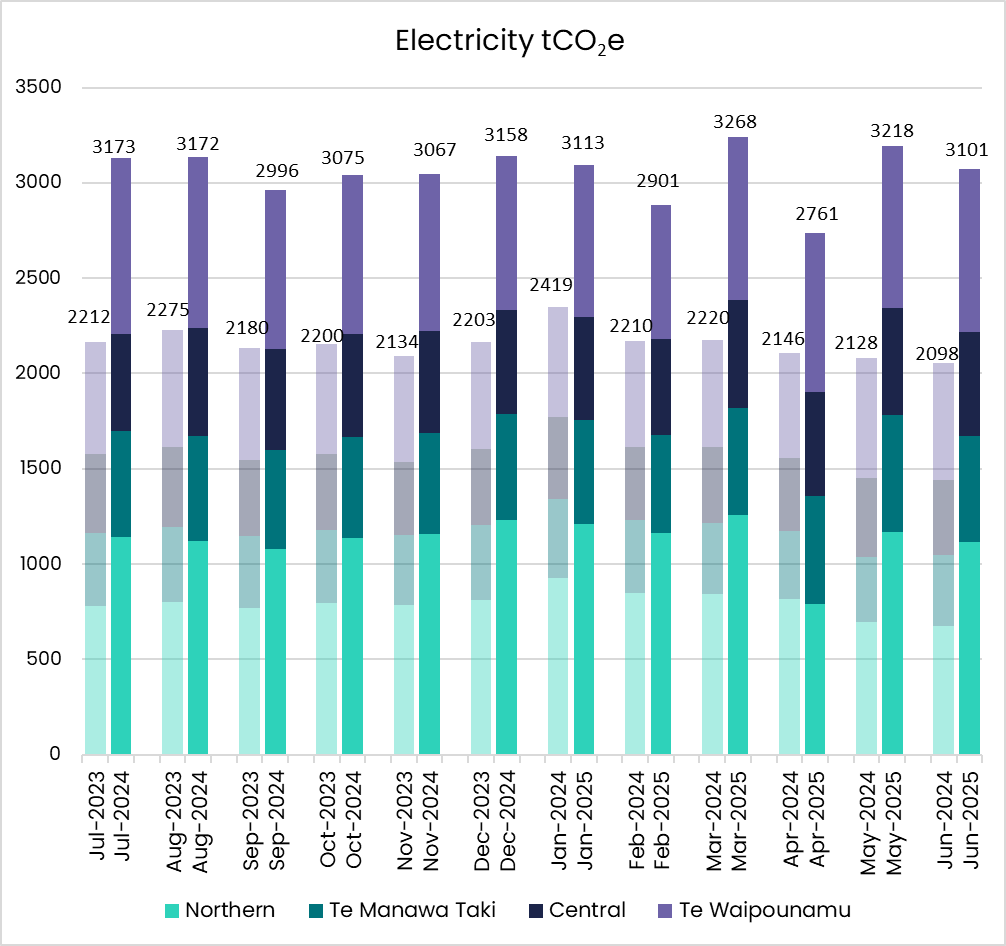 Electricity tCO₂e
3500
3000
2500
2000
1500
1000
500
0
2212
3173
2275
3172
2180
2996
2200
3075
2134
3067
2203
3158
2419
3113
2210
2901
2220
3268
2146
2761
2128
3218
2098
3101
Jul-2023
Jul-2024
Aug-2023
Aug-2024
Sep-2023
Sep-2024
Oct-2023
Oct-2024
Nov-2023
Nov-2024
Dec-2023
Dec-2024
Jan-2024
Jan-2025
Feb-2024
Feb-2025
Mar-2024
Mar-2025
Apr-2024
Apr-2025
May-2024
May-2025
Jun-2024
Jun-2025
Northern Te Manawa Taki Central Te Waipounamu